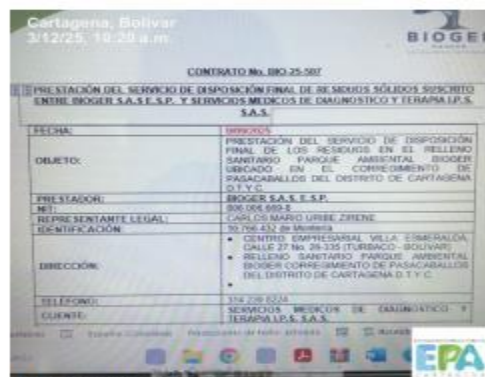 Cartagena, Bolívar
3/12/25, 10:20 a.m.
BIOGER
CONTRATO No. BIO-25-507
PRESTACIÓN DEL SERVICIO DE DISPOSICIÓN FINAL DE RESIDUOS SÓLIDOS SUSCRITO
ENTRE BIOGER S.A.S E.S.P. Y SERVICIOS MEDICOS DE DIAGNOSTICO Y TERAPIA I.P.S.
S.A.S.
FECHA:
OBJETO:
PRESTACIÓN DEL SERVICIO DE DISPOSICIÓN
FINAL DE LOS RESIDUOS EN EL RELLENO
SANITARIO PARQUE AMBIENTAL BIOGER
UBICADO EN EL CORREGIMIENTO DE
PASACABALLOS DEL DISTRITO DE CARTAGENA
D.T Y C.
PRESTADOR: BIOGER S.A.S. E.S.P.
NIT:
REPRESENTANTE LEGAL: CARLOS MARIO URIBE ZIRENE
IDENTIFICACIÓN: de Montería
DIRECCIÓN:
• CENTRO EMPRESARIAL VILLA ESMERALDA,
CALLE 27 No. 26-335 (TURBACO - BOLIVAR)
• RELLENO SANITARIO PARQUE AMBIENTAL
BIOGER CORREGIMIENTO DE PASACABALLOS
DEL DISTRITO DE CARTAGENA D.T Y C.
TELÉFONO:
CLIENTE: SERVICIOS MEDICOS DE DIAGNOSTICO Y
TERAPIA I.P.S. S.A.S.
EPA